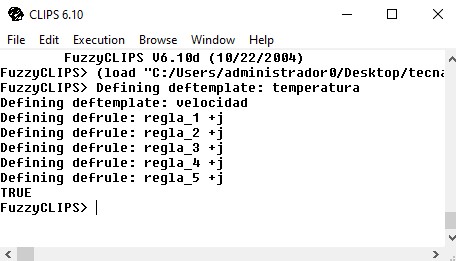 CLIPS 6.10
File Edit Execution Browse Window Help
FuzzyCLIPS V6.10d (10/22/2004)
FuzzyCLIPS> (load "C:/Users/administrador0/Desktop/tecna
FuzzyCLIPS> Defining deftemplate: temperatura
Defining deftemplate: velocidad
Defining defrule: regla_1 +j
Defining defrule: regla_2 +j
Defining defrule: regla_3 +j
Defining defrule: regla_4 +j
Defining defrule: regla_5 +j
TRUE
FuzzyCLIPS>